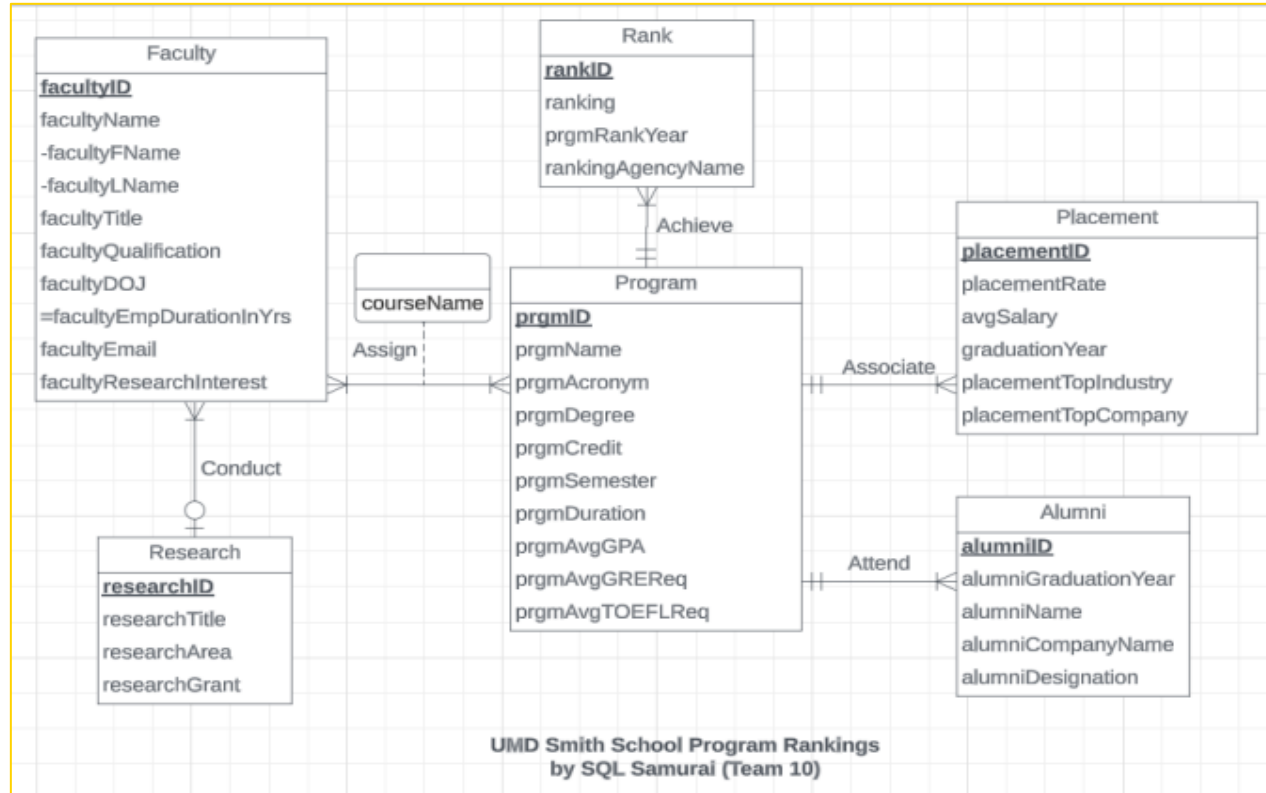 Faculty
facultyID
facultyName
-facultyFName
-facultyLName
facultyTitle
facultyQualification
facultyDOJ
=facultyEmpDurationInYrs
facultyEmail
facultyResearchInterest
Rank
rankID
ranking
prgmRankYear
rankingAgencyName
Achieve
Placement
placementID
placementRate
avgSalary
graduationYear
placementTopIndustry
placementTopCompany
courseName
Assign
Program
prgmID
prgmName
prgmAcronym
prgmDegree
prgmCredit
prgmSemester
prgmDuration
prgmAvgGPA
prgmAvgGREReq
prgmAvgTOEFLReq
Associate
Conduct
Research
researchID
researchTitle
researchArea
researchGrant
Attend
Alumni
alumniID
alumniGraduationYear
alumniName
alumniCompanyName
alumniDesignation
UMD Smith School Program Rankings
by SQL Samurai (Team 10)